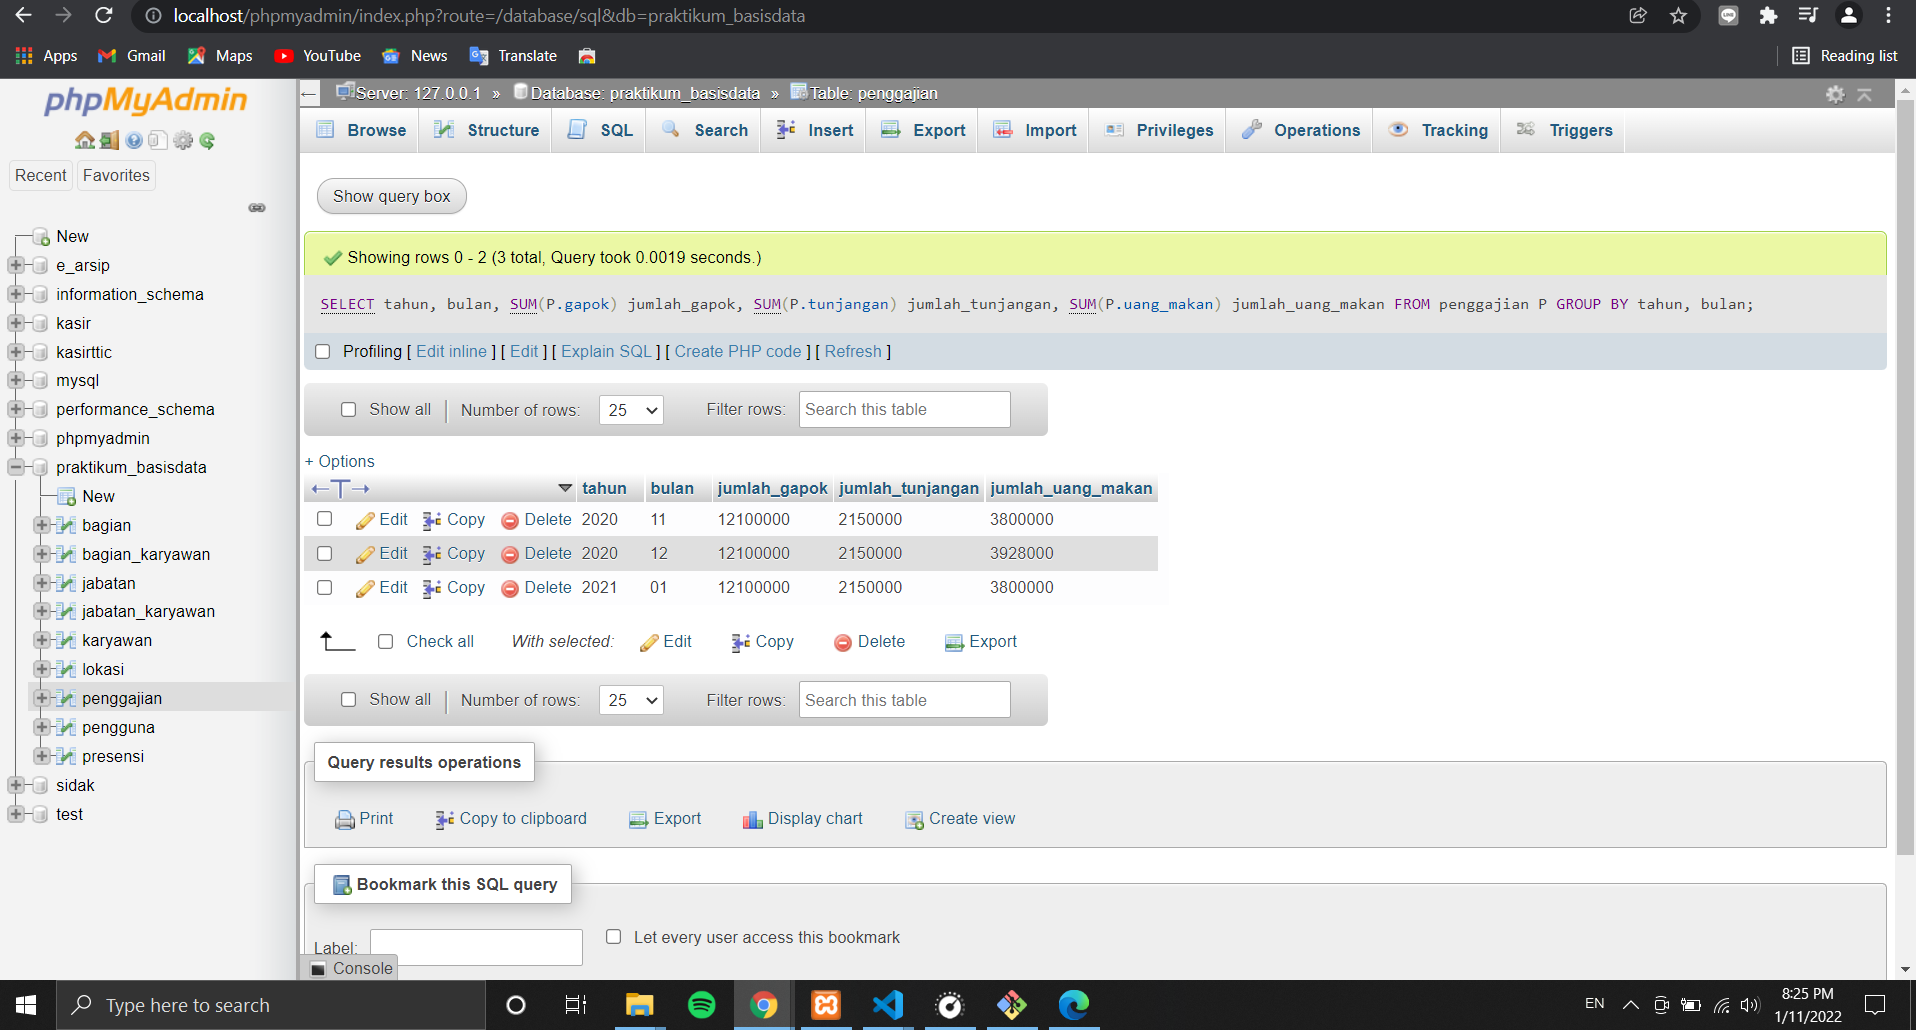 localhost/phpmyadmin/index.php?route=/database/sql&db=praktikum_basisdata
Apps Gmail Maps YouTube News Translate Reading list
phpMyAdmin
Recent Favorites
New
e_arsip
information_schema
kasir
kasirttic
mysql
performance_schema
phpmyadmin
praktikum_basisdata
New
bagian
bagian_karyawan
jabatan
jabatan_karyawan
karyawan
lokasi
penggajian
pengguna
presensi
sidak
test
Server: 127.0.0.1 » Database: praktikum_basisdata » Table: penggajian
Browse Structure SQL Search Insert Export Import Privileges Operations Tracking Triggers
Show query box
Showing rows 0 - 2 (3 total, Query took 0.0019 seconds.)
SELECT tahun, bulan, SUM(P.gapok) jumlah_gapok, SUM(P.tunjangan) jumlah_tunjangan, SUM(P.uang_makan) jumlah_uang_makan FROM penggajian P GROUP BY tahun, bulan;
Profiling [ Edit inline ] [ Edit ] [ Explain SQL ] [ Create PHP code ] [ Refresh ]
Show all | Number of rows: 25 Filter rows: Search this table
+ Options
←T→ tahun bulan jumlah_gapok jumlah_tunjangan jumlah_uang_makan
Edit Copy Delete 2020 11 12100000 2150000 3800000
Edit Copy Delete 2020 12 12100000 2150000 3928000
Edit Copy Delete 2021 01 12100000 2150000 3800000
Check all With selected: Edit Copy Delete Export
Show all | Number of rows: 25 Filter rows: Search this table
Query results operations
Print Copy to clipboard Export Display chart Create view
Bookmark this SQL query
Label: Let every user access this bookmark
Console
Type here to search
EN
8:25 PM
1/11/2022